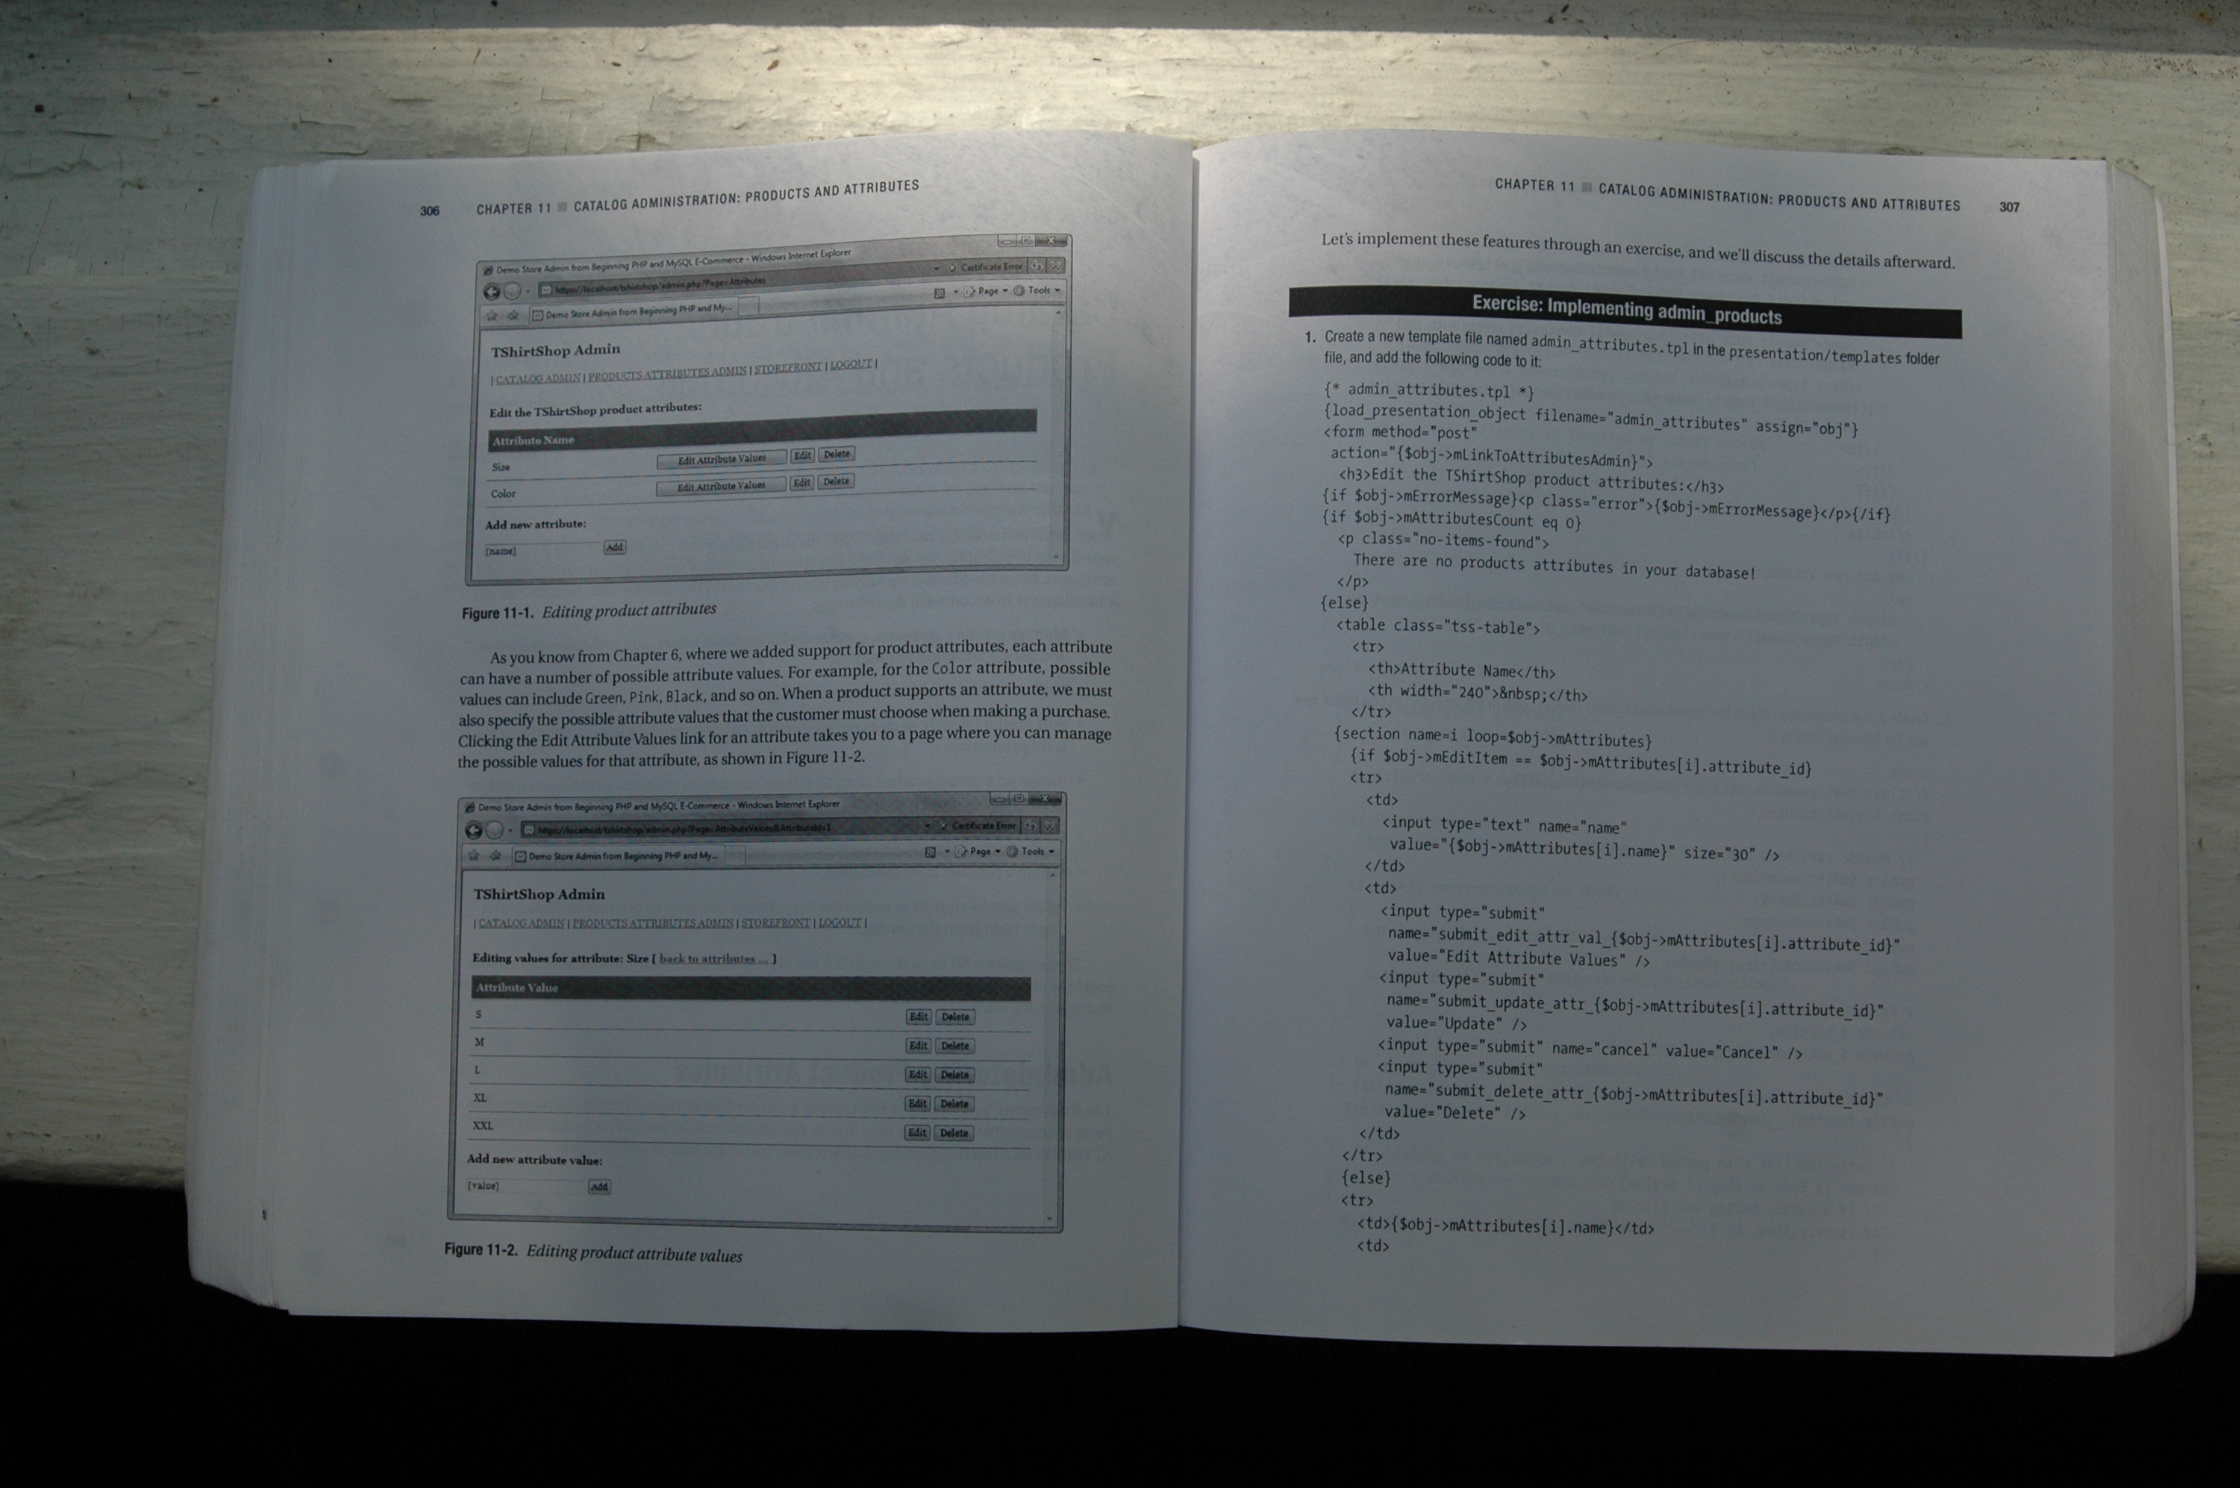 306 CHAPTER 11 ■ CATALOG ADMINISTRATION: PRODUCTS AND ATTRIBUTES
Demo Store Admin from Beginning PHP and MySQL E-Commerce - Windows Internet Explorer
https://localhost/tshirtshop/admin.php?Page=Attributes Certificate Error
Demo Store Admin from Beginning PHP and My... Page Tools
TShirtShop Admin
| CATALOG ADMIN | PRODUCTS ATTRIBUTES ADMIN | STOREFRONT | LOGOUT |
Edit the TShirtShop product attributes:
Attribute Name
Size Edit Attribute Values Edit Delete
Color Edit Attribute Values Edit Delete
Add new attribute:
[name] Add
Figure 11-1. Editing product attributes
As you know from Chapter 6, where we added support for product attributes, each attribute
can have a number of possible attribute values. For example, for the Color attribute, possible
values can include Green, Pink, Black, and so on. When a product supports an attribute, we must
also specify the possible attribute values that the customer must choose when making a purchase.
Clicking the Edit Attribute Values link for an attribute takes you to a page where you can manage
the possible values for that attribute, as shown in Figure 11-2.
Demo Store Admin from Beginning PHP and MySQL E-Commerce - Windows Internet Explorer
https://localhost/tshirtshop/admin.php?Page=AttributeValues&AttributeId=1 Certificate Error
Demo Store Admin from Beginning PHP and My... Page Tools
TShirtShop Admin
| CATALOG ADMIN | PRODUCTS ATTRIBUTES ADMIN | STOREFRONT | LOGOUT |
Editing values for attribute: Size [ back to attributes ... ]
Attribute Value
S Edit Delete
M Edit Delete
L Edit Delete
XL Edit Delete
XXL Edit Delete
Add new attribute value:
[value] Add
Figure 11-2. Editing product attribute values
CHAPTER 11 ■ CATALOG ADMINISTRATION: PRODUCTS AND ATTRIBUTES 307
Let's implement these features through an exercise, and we'll discuss the details afterward.
Exercise: Implementing admin_products
1. Create a new template file named admin_attributes.tpl in the presentation/templates folder
file, and add the following code to it:
{* admin_attributes.tpl *}
{load_presentation_object filename="admin_attributes" assign="obj"}
<form method="post"
action="{$obj->mLinkToAttributesAdmin}">
<h3>Edit the TShirtShop product attributes:</h3>
{if $obj->mErrorMessage}<p class="error">{$obj->mErrorMessage}</p>{/if}
{if $obj->mAttributesCount eq 0}
<p class="no-items-found">
There are no products attributes in your database!
</p>
{else}
<table class="tss-table">
<tr>
<th>Attribute Name</th>
<th width="240">&nbsp;</th>
</tr>
{section name=i loop=$obj->mAttributes}
{if $obj->mEditItem == $obj->mAttributes[i].attribute_id}
<tr>
<td>
<input type="text" name="name"
value="{$obj->mAttributes[i].name}" size="30" />
</td>
<td>
<input type="submit"
name="submit_edit_attr_val_{$obj->mAttributes[i].attribute_id}"
value="Edit Attribute Values" />
<input type="submit"
name="submit_update_attr_{$obj->mAttributes[i].attribute_id}"
value="Update" />
<input type="submit" name="cancel" value="Cancel" />
<input type="submit"
name="submit_delete_attr_{$obj->mAttributes[i].attribute_id}"
value="Delete" />
</td>
</tr>
{else}
<tr>
<td>{$obj->mAttributes[i].name}</td>
<td>